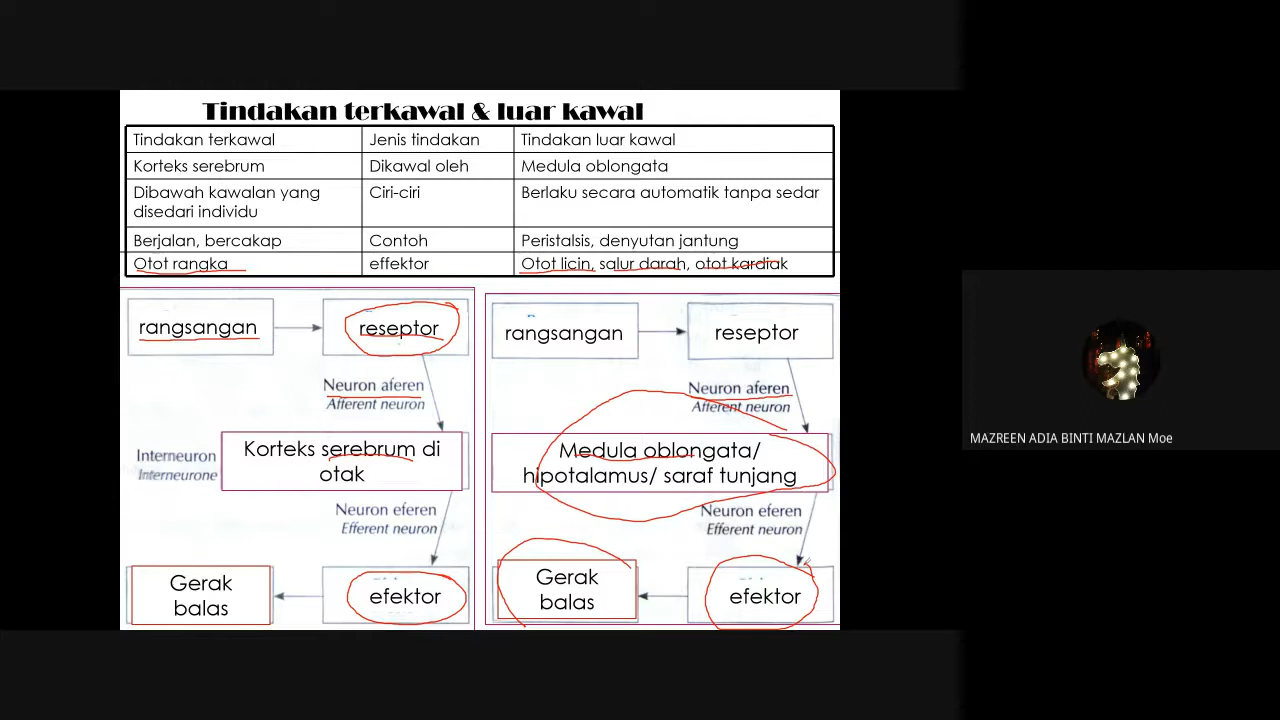 Tindakan terkawal & luar kawal
Tindakan terkawal Jenis tindakan Tindakan luar kawal
Korteks serebrum Dikawal oleh Medula oblongata
Dibawah kawalan yang disedari individu Ciri-ciri Berlaku secara automatik tanpa sedar
Berjalan, bercakap Contoh Peristalsis, denyutan jantung
Otot rangka effektor Otot licin, salur darah, otot kardiak
rangsangan
reseptor
Neuron aferen
Afferent neuron
Interneuron
Interneurone
Korteks serebrum di
otak
Neuron eferen
Efferent neuron
Gerak
balas
efektor
rangsangan
reseptor
Neuron aferen
Afferent neuron
Medula oblongata/
hipotalamus/ saraf tunjang
Neuron eferen
Efferent neuron
Gerak
balas
efektor
MAZREEN ADIA BINTI MAZLAN Moe